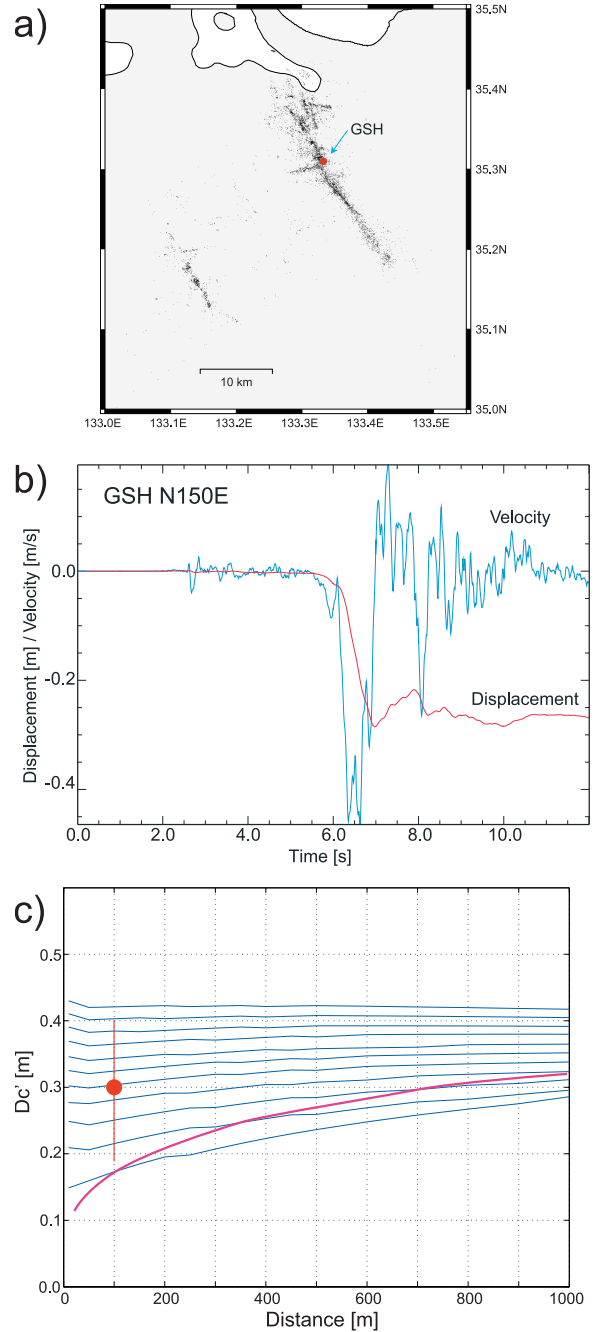 a)
35,5N
35,4N
GSH
35,3N
35,2N
35,1N
10 km
35,0N
133.0E 133.1E 133.2E 133.3E 133.4E 133.5E
b)
GSH N150E
Velocity
0.0
-0.2
Displacement
-0.4
Displacement [m] / Velocity [m/s]
0.0 2.0 4.0 6.0 8.0 10.0
Time [s]
c)
0.5
0.4
0.3
0.2
0.1
0.0
Dc' [m]
0 200 400 600 800 1000
Distance [m]